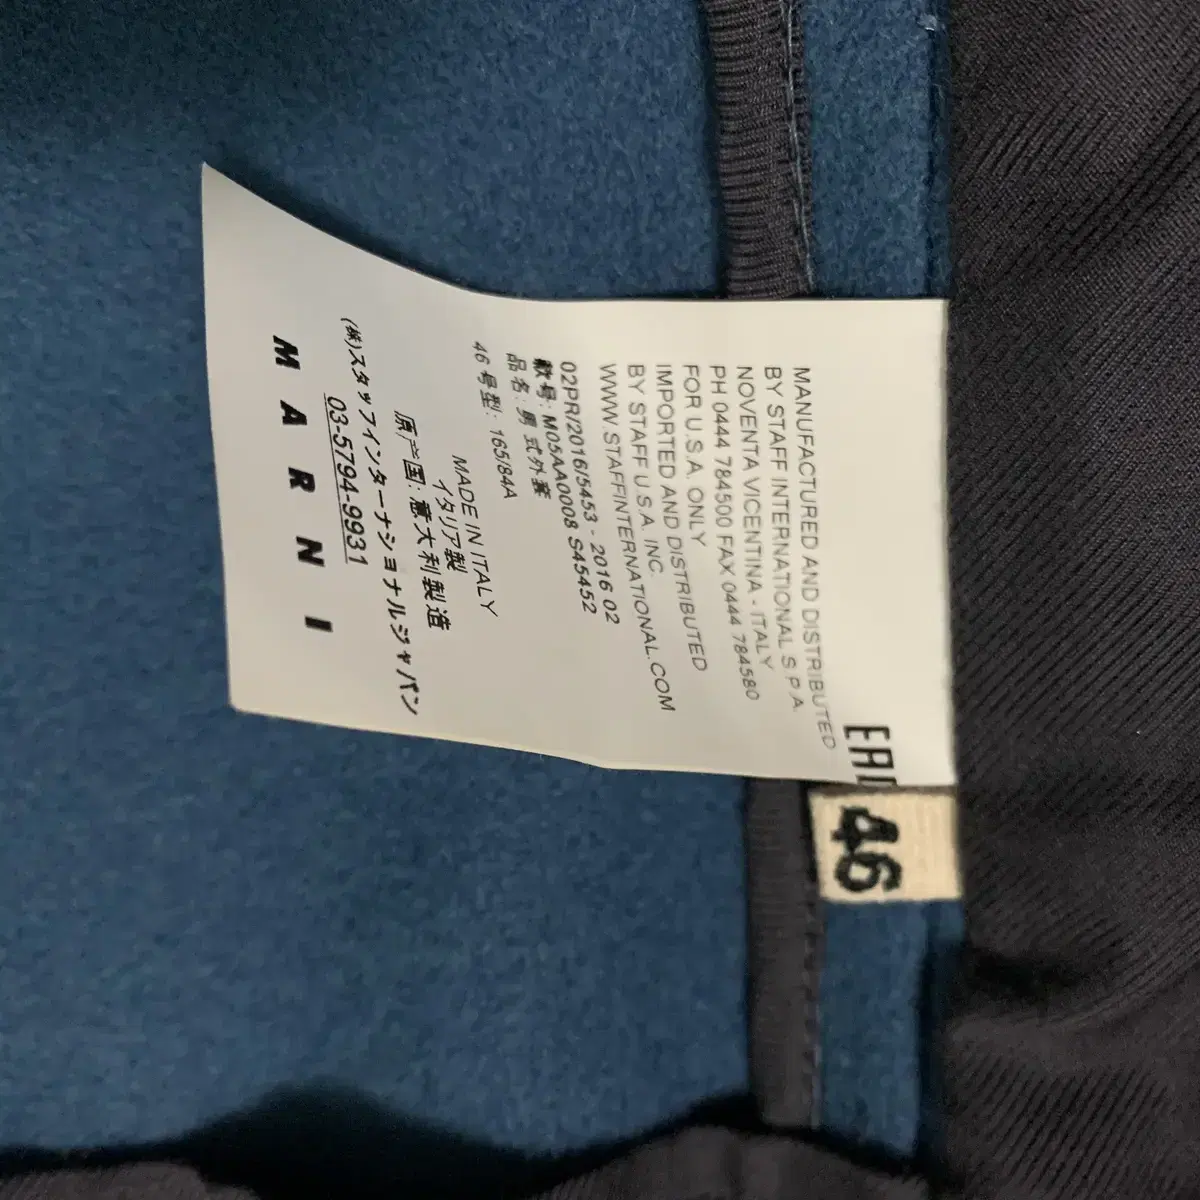 MANUFACTURED AND DISTRIBUTED
BY STAFF INTERNATIONAL S.P.A.
NOVENTA VICENTINA - ITALY
PH 0444 784500 FAX 0444 784580
FOR U.S.A. ONLY
IMPORTED AND DISTRIBUTED
BY STAFF U.S.A. INC.
WWW.STAFFINTERNATIONAL.COM
02PR/2016/5453 - 2016 02
款号: M05AA0008 S45452
品名: 男式外套
46 号型: 165/84A
MADE IN ITALY
イタリア製
原产国: 意大利製造
(株)スタッフインターナショナルジャパン
03-5794-9931
MARNI
46